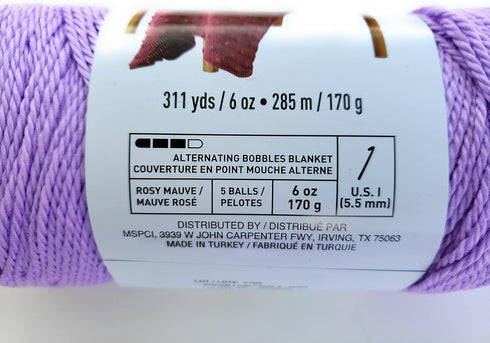 311 yds / 6 oz • 285 m / 170 g
ALTERNATING BOBBLES BLANKET
COUVERTURE EN POINT MOUCHE ALTERNE
ROSY MAUVE /
MAUVE ROSÉ
5 BALLS /
PELOTES
6 oz
170 g
U.S. I
(5.5 mm)
DISTRIBUTED BY / DISTRIBUÉ PAR
MSPCI, 3939 W JOHN CARPENTER FWY, IRVING, TX 75063
MADE IN TURKEY / FABRIQUÉ EN TURQUIE